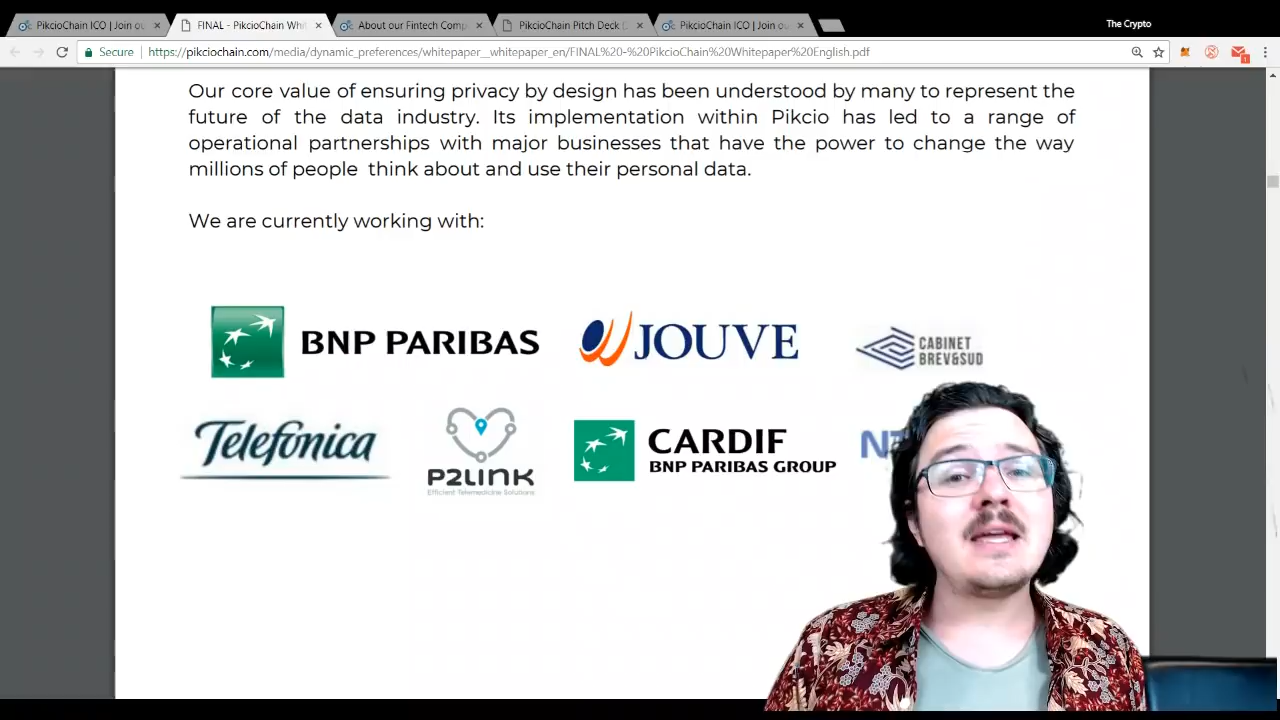 PikcioChain ICO | Join ou
FINAL - PikcioChain Whi
About our Fintech Comp
PikcioChain Pitch Deck
PikcioChain ICO | Join ou
The Crypto
Secure
https://pikciochain.com/media/dynamic_preferences/whitepaper__whitepaper_en/FINAL%20-%20PikcioChain%20Whitepaper%20English.pdf
Our core value of ensuring privacy by design has been understood by many to represent the
future of the data industry. Its implementation within Pikcio has led to a range of
operational partnerships with major businesses that have the power to change the way
millions of people think about and use their personal data.
We are currently working with:
BNP PARIBAS
JOUVE
CABINET
BREV&SUD
Telefónica
P2LINK
Efficient Telemedicine Solutions
CARDIF
BNP PARIBAS GROUP